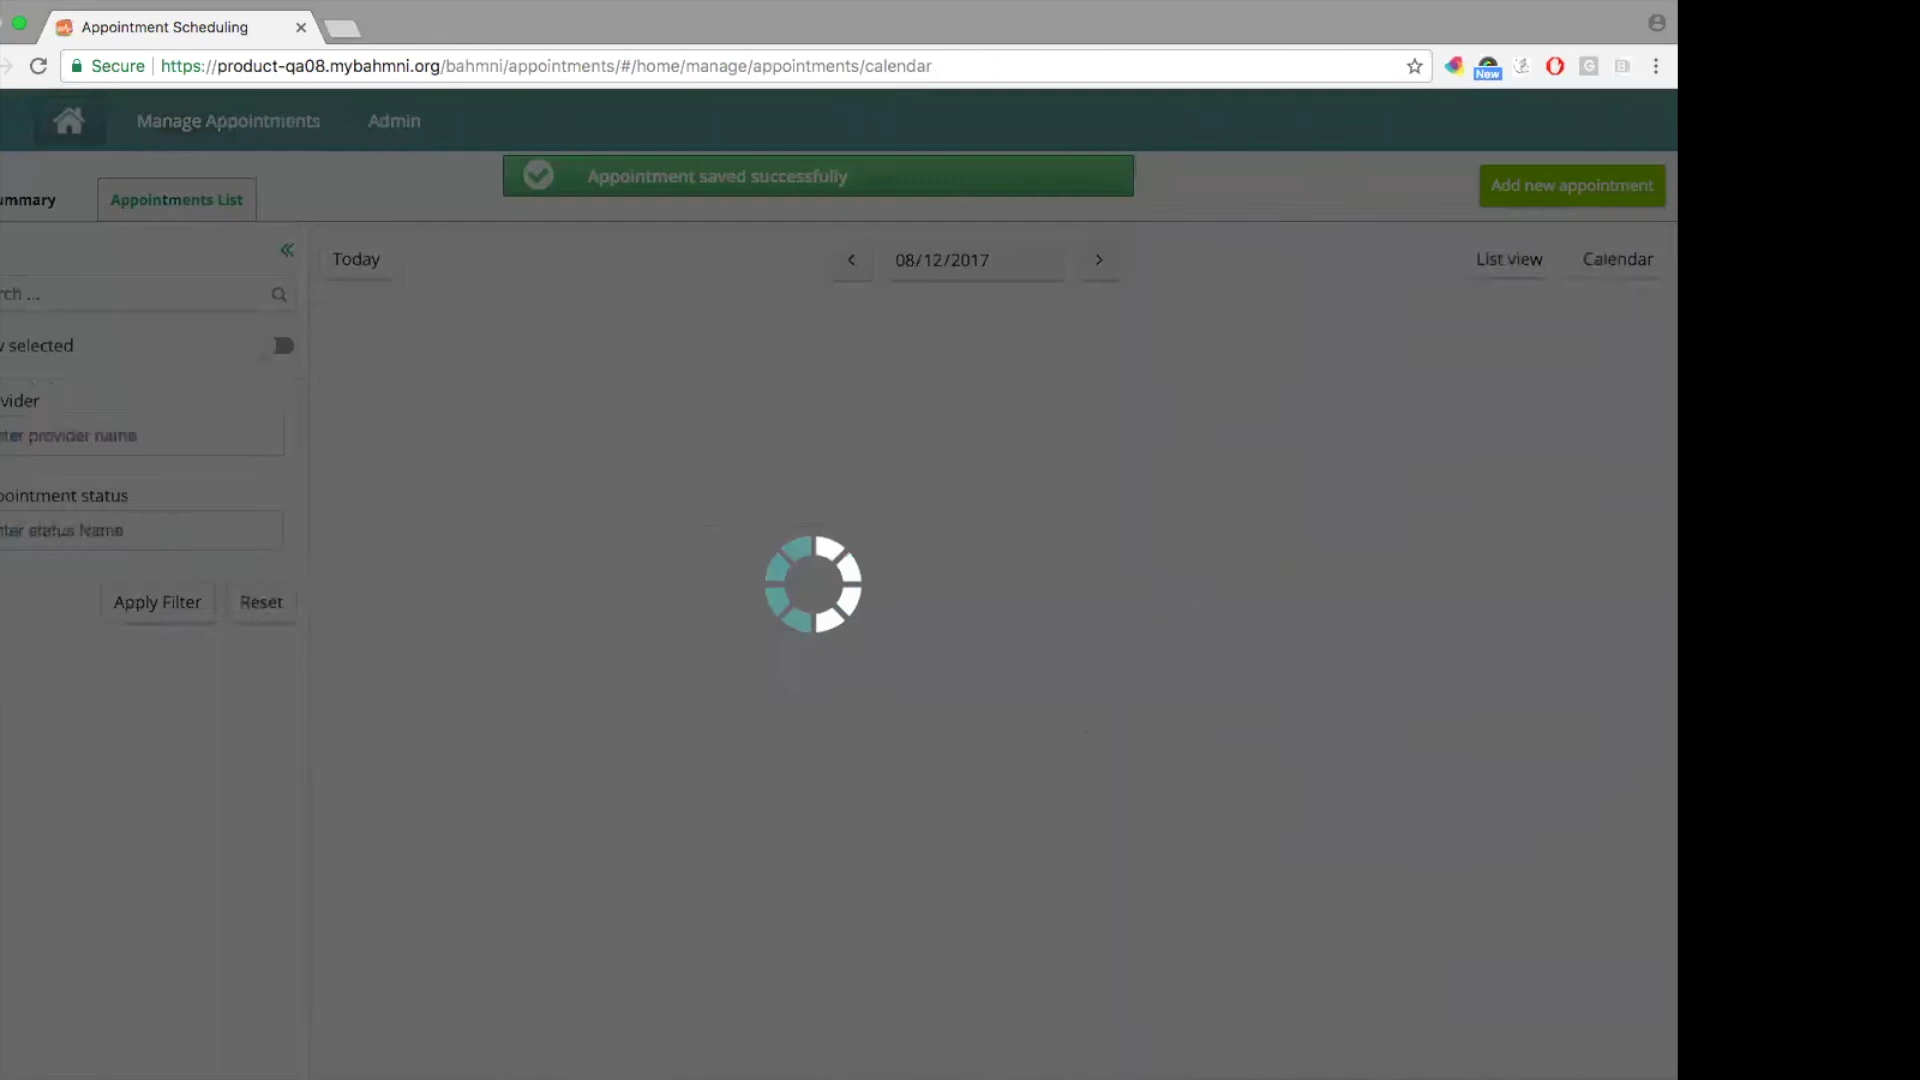 Appointment Scheduling
Secure
https://product-qa08.mybahmni.org/bahmni/appointments/#/home/manage/appointments/calendar
New
Manage Appointments
Admin
Appointment saved successfully
Add new appointment
ummary
Appointments List
Today
08/12/2017
List view
Calendar
rch ...
selected
vider
ter provider name
pointment status
ter status Name
Apply Filter
Reset